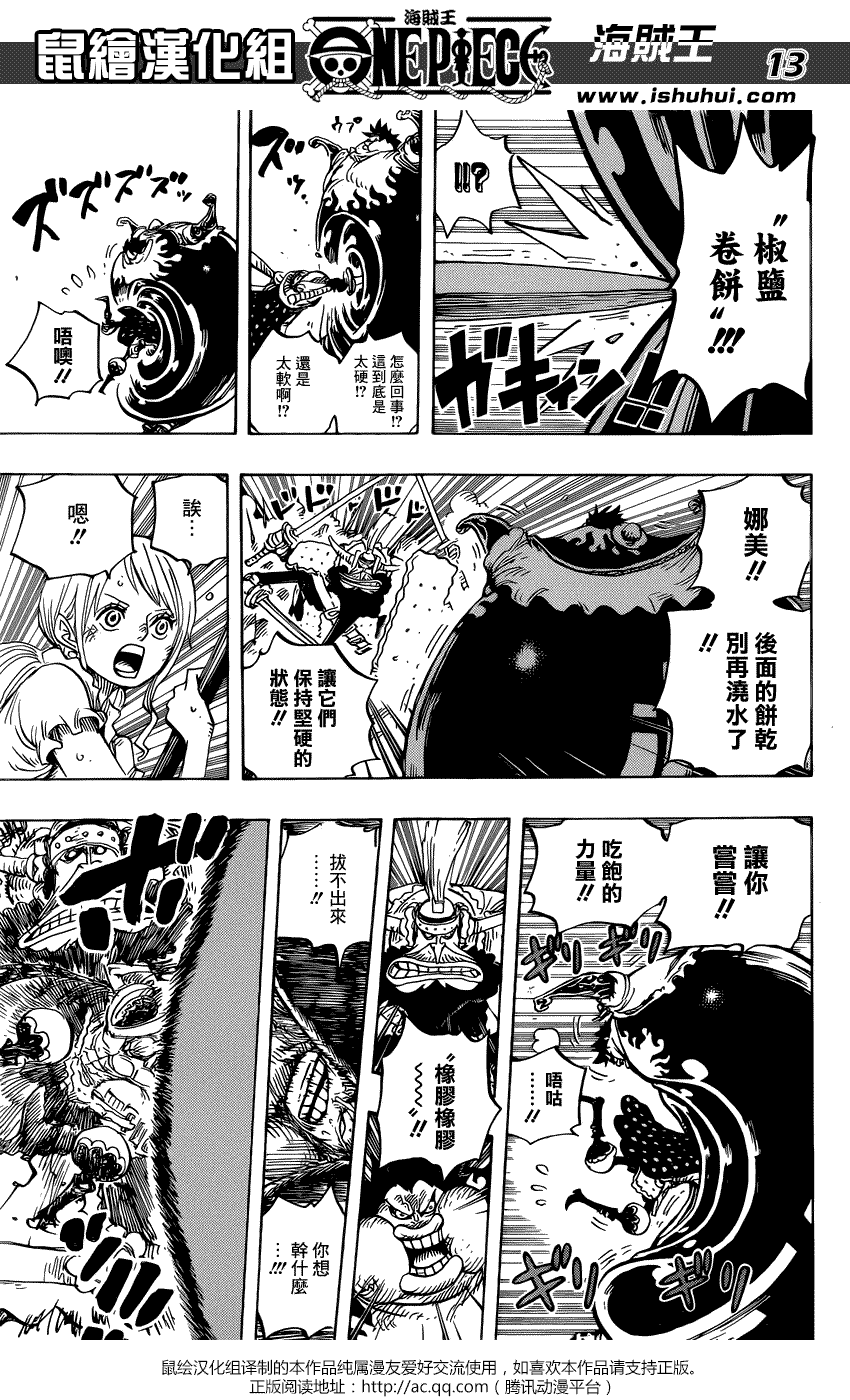 鼠繪漢化組
海賊王
ONE PIECE
海賊王
13
www.ishuhui.com
"椒鹽
卷餅"!!!
!!?
ガキィン!!
怎麼回事!?
這到底是
太硬!?
還是
太軟啊!?
ウプ
ズッ
ズズズッ
唔噢!!
娜美!!
後面的餅乾
別再澆水了
!!
讓它們
保持堅硬的
狀態!!
ドドド
誒…
嗯!!
讓你
嘗嘗!!
吃飽的
力量!!
ギリギリ
唔咕
……!!
ギリギリ
"橡膠橡膠
~~"!!
拔不出來
……!!
你想
幹什麼
…!!!
鼠绘汉化组译制的本作品纯属漫友爱好交流使用，如喜欢本作品请支持正版。
正版阅读地址：http://ac.qq.com（腾讯动漫平台）